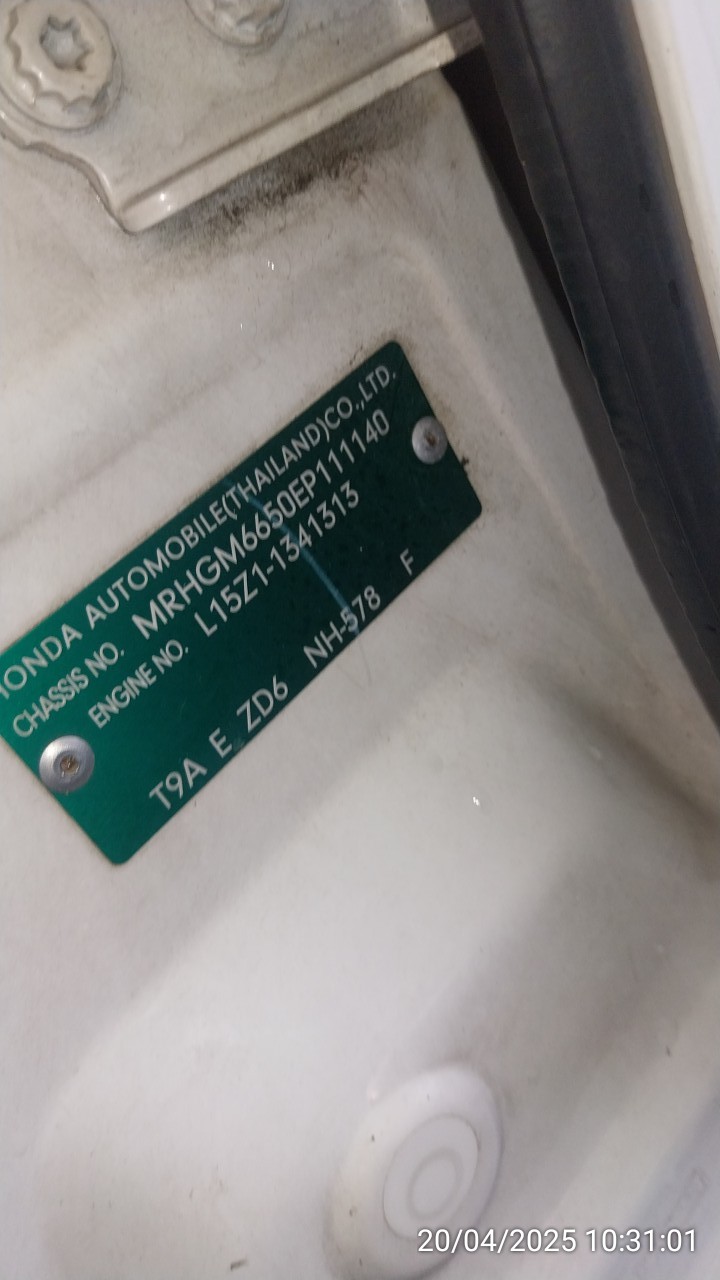 HONDA AUTOMOBILE(THAILAND)CO.,LTD.
CHASSIS NO. MRHGM6650EP111140
ENGINE NO. L15Z1-1341313
T9A E ZD6 NH-578 F
20/04/2025 10:31:01